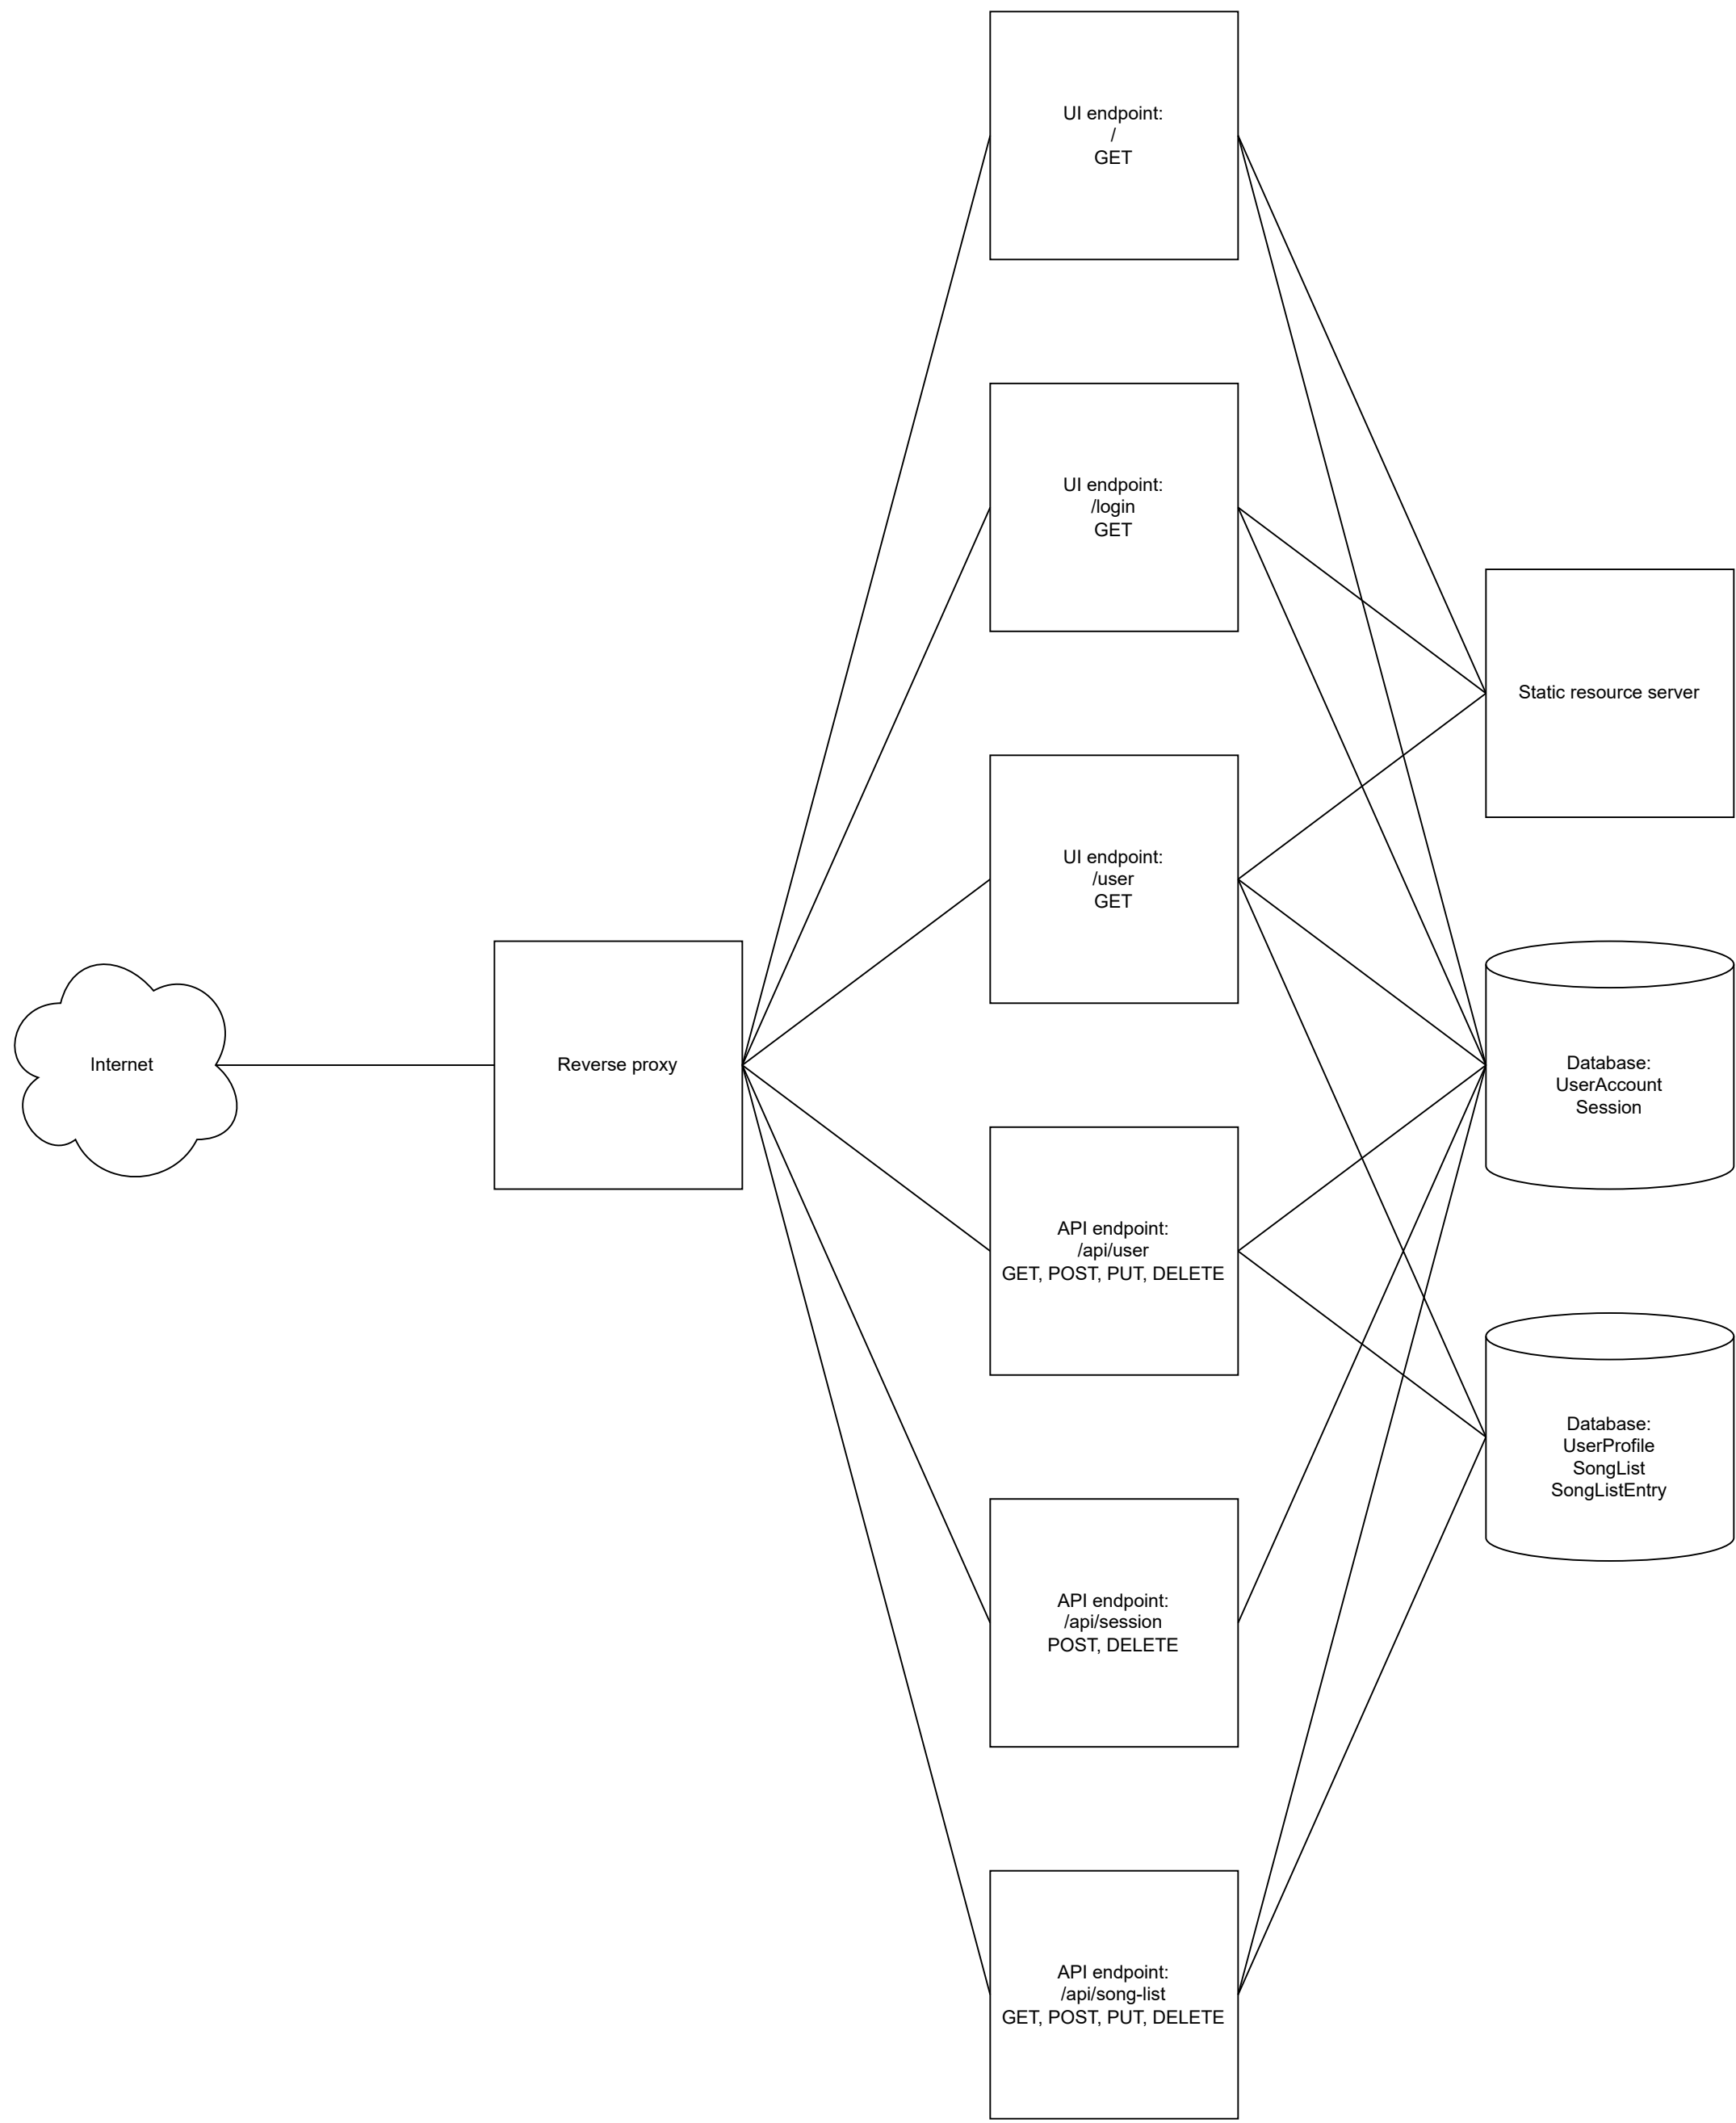 UI endpoint:
/
GET
UI endpoint:
/login
GET
Static resource server
UI endpoint:
/user
GET
Internet
Reverse proxy
Database:
UserAccount
Session
API endpoint:
/api/user
GET, POST, PUT, DELETE
Database:
UserProfile
SongList
SongListEntry
API endpoint:
/api/session
POST, DELETE
API endpoint:
/api/song-list
GET, POST, PUT, DELETE